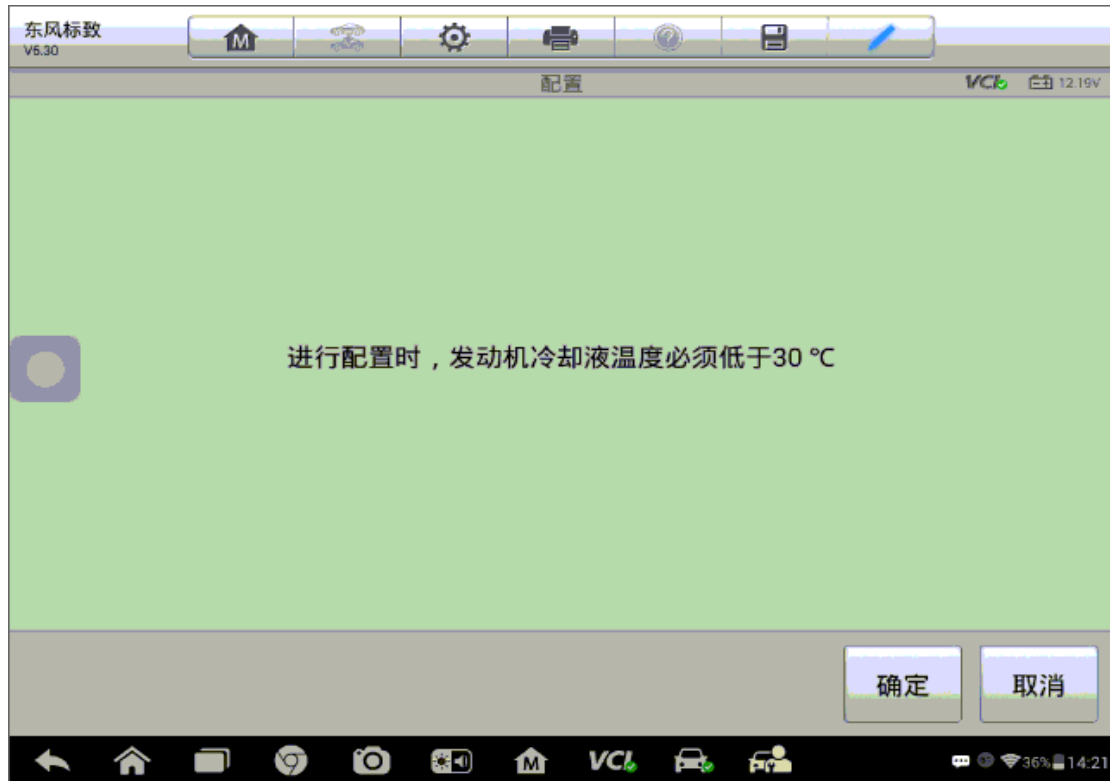 东风标致
V6.30
M
配置
VCI
12.19V
进行配置时，发动机冷却液温度必须低于30 ℃
确定
取消
M
VCI
36%
14:21